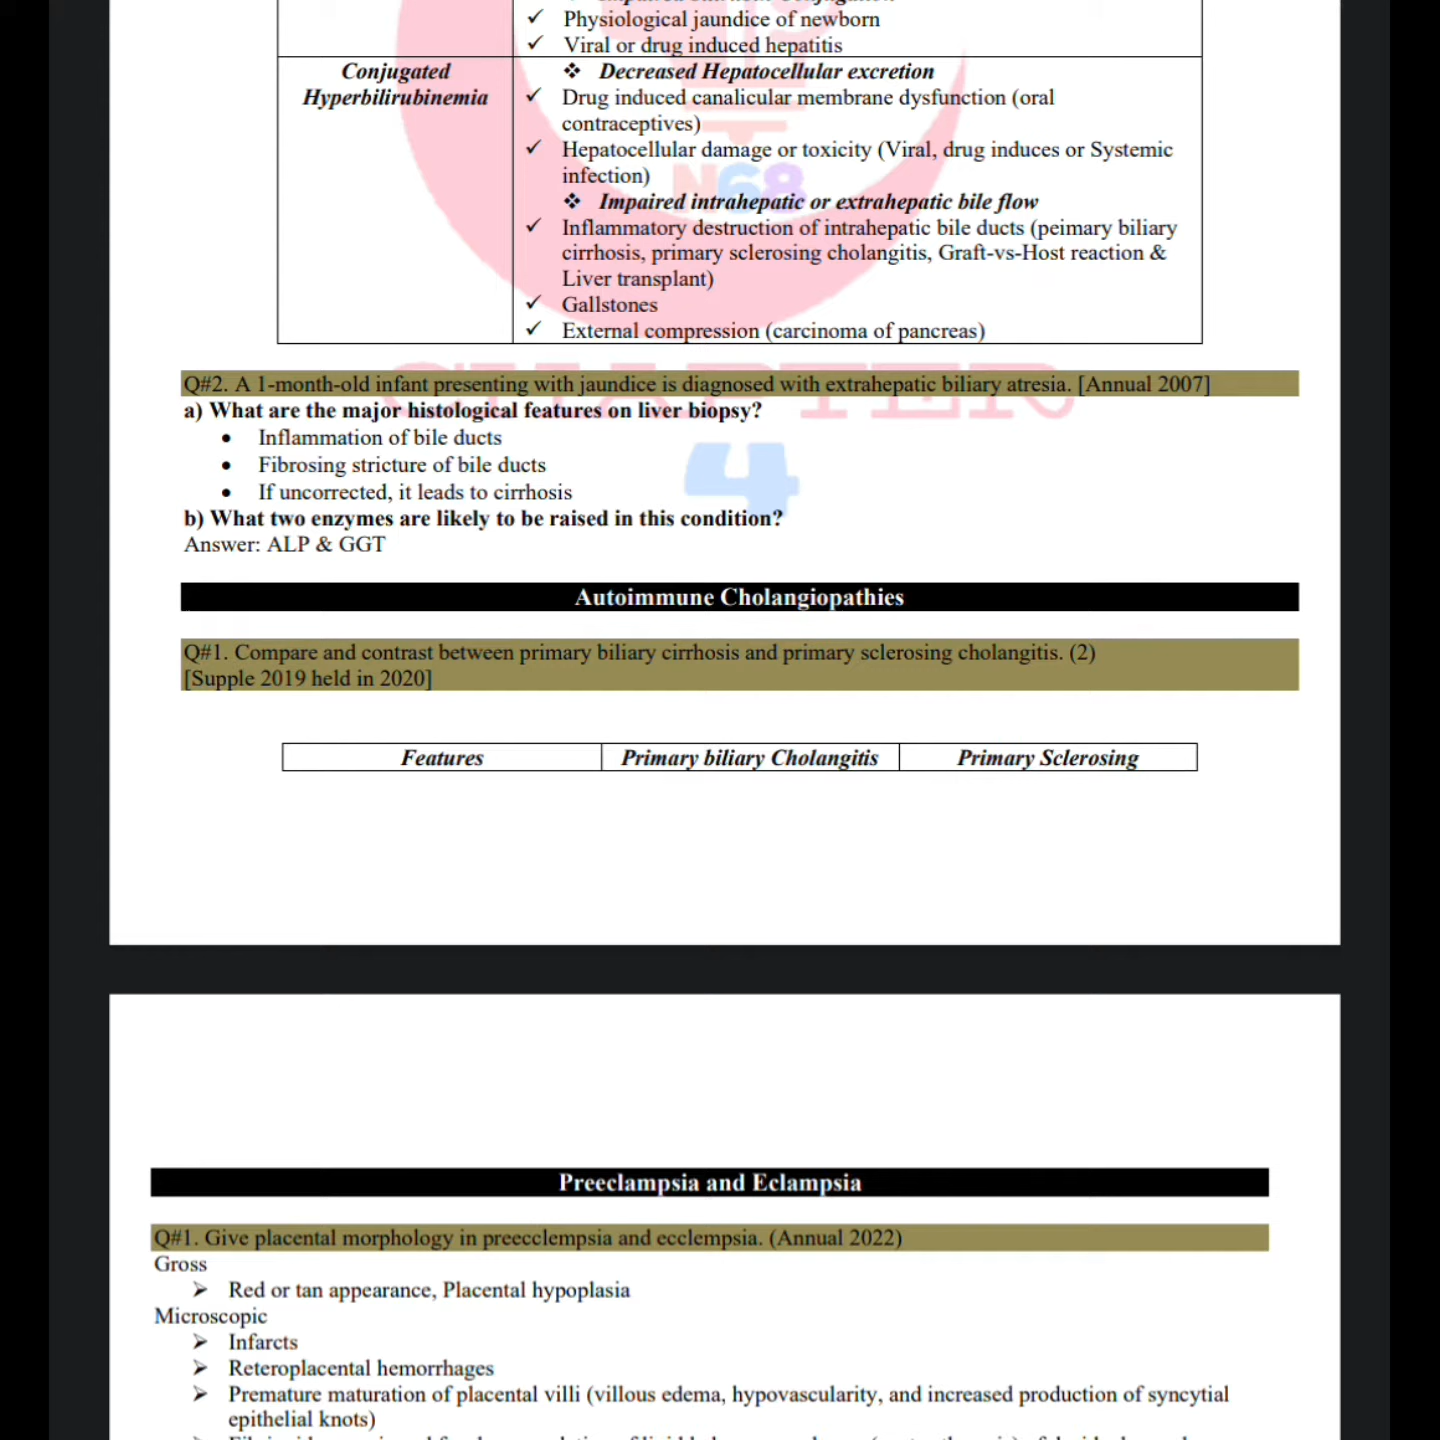 ✓ Physiological jaundice of newborn
✓ Viral or drug induced hepatitis
Conjugated
Hyperbilirubinemia
❖ Decreased Hepatocellular excretion
✓ Drug induced canalicular membrane dysfunction (oral
contraceptives)
✓ Hepatocellular damage or toxicity (Viral, drug induces or Systemic
infection)
❖ Impaired intrahepatic or extrahepatic bile flow
✓ Inflammatory destruction of intrahepatic bile ducts (peimary biliary
cirrhosis, primary sclerosing cholangitis, Graft-vs-Host reaction &
Liver transplant)
✓ Gallstones
✓ External compression (carcinoma of pancreas)
N68
CHAPTER
4
Q#2. A 1-month-old infant presenting with jaundice is diagnosed with extrahepatic biliary atresia. [Annual 2007]
a) What are the major histological features on liver biopsy?
• Inflammation of bile ducts
• Fibrosing stricture of bile ducts
• If uncorrected, it leads to cirrhosis
b) What two enzymes are likely to be raised in this condition?
Answer: ALP & GGT
Autoimmune Cholangiopathies
Q#1. Compare and contrast between primary biliary cirrhosis and primary sclerosing cholangitis. (2)
[Supple 2019 held in 2020]
Features Primary biliary Cholangitis Primary Sclerosing
Preeclampsia and Eclampsia
Q#1. Give placental morphology in preecclempsia and ecclempsia. (Annual 2022)
Gross
➢ Red or tan appearance, Placental hypoplasia
Microscopic
➢ Infarcts
➢ Reteroplacental hemorrhages
➢ Premature maturation of placental villi (villous edema, hypovascularity, and increased production of syncytial
epithelial knots)